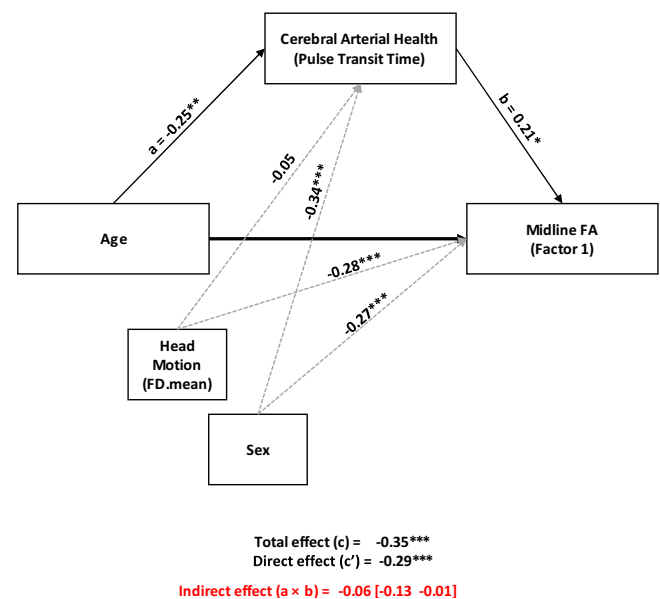 Cerebral Arterial Health
(Pulse Transit Time)
a = -0.25**
b = 0.21*
-0.05
-0.34***
Age
Midline FA
(Factor 1)
-0.28***
-0.27***
Head
Motion
(FD.mean)
Sex
Total effect (c) = -0.35***
Direct effect (c’) = -0.29***
Indirect effect (a × b) = -0.06 [-0.13 -0.01]